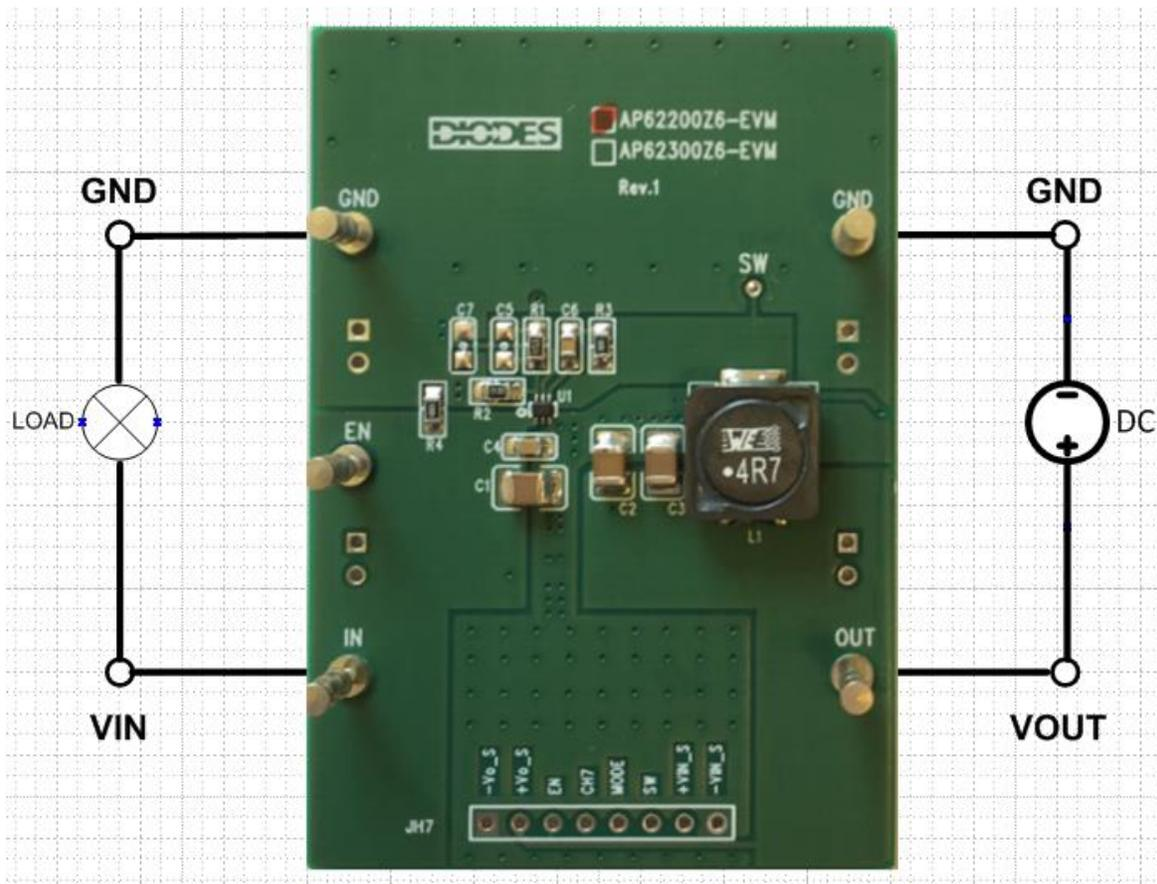 DIODES
AP62200Z6-EVM
AP62300Z6-EVM
Rev.1
GND
GND
GND
GND
SW
C7
C5
R1
C6
R3
R2
U1
R4
LOAD
EN
C4
C1
C2
C3
WE
4R7
L1
- +
DC
IN
OUT
VIN
VOUT
-Vo_S
+Vo_S
EN
CH7
MODE
SW
+VIN_S
-VIN_S
JH7